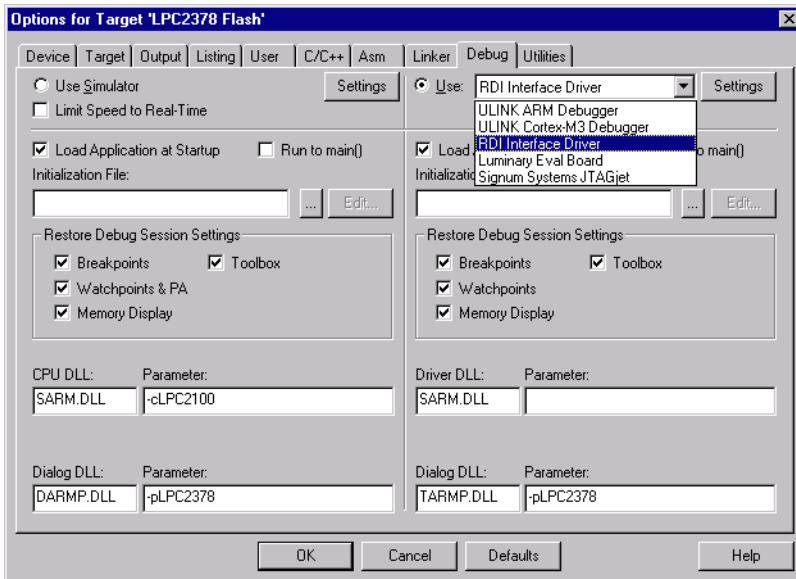 Options for Target 'LPC2378 Flash'
Device Target Output Listing User C/C++ Asm Linker Debug Utilities
Use Simulator Settings
Limit Speed to Real-Time
Use: RDI Interface Driver Settings
ULINK ARM Debugger
ULINK Cortex-M3 Debugger
RDI Interface Driver
Luminary Eval Board
Signum Systems JTAGjet
Load Application at Startup Run to main()
Initialization File:
... Edit...
Restore Debug Session Settings
Breakpoints Toolbox
Watchpoints & PA
Memory Display
CPU DLL: Parameter:
SARM.DLL -cLPC2100
Dialog DLL: Parameter:
DARMP.DLL -pLPC2378
Load main()
Initializatio
... Edit...
Restore Debug Session Settings
Breakpoints Toolbox
Watchpoints
Memory Display
Driver DLL: Parameter:
SARM.DLL
Dialog DLL: Parameter:
TARMP.DLL -pLPC2378
OK Cancel Defaults Help